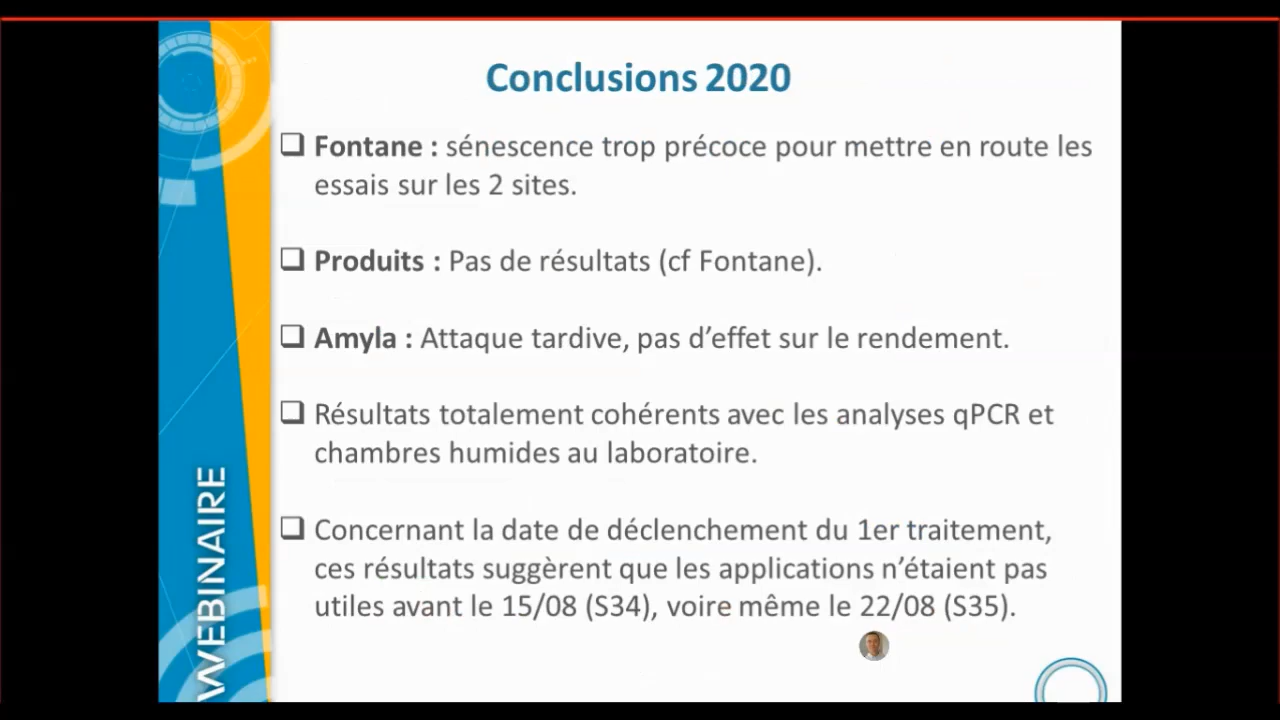 Conclusions 2020
❑ Fontane : sénescence trop précoce pour mettre en route les
essais sur les 2 sites.
❑ Produits : Pas de résultats (cf Fontane).
❑ Amyla : Attaque tardive, pas d’effet sur le rendement.
❑ Résultats totalement cohérents avec les analyses qPCR et
chambres humides au laboratoire.
❑ Concernant la date de déclenchement du 1er traitement,
ces résultats suggèrent que les applications n’étaient pas
utiles avant le 15/08 (S34), voire même le 22/08 (S35).
WEBINAIRE